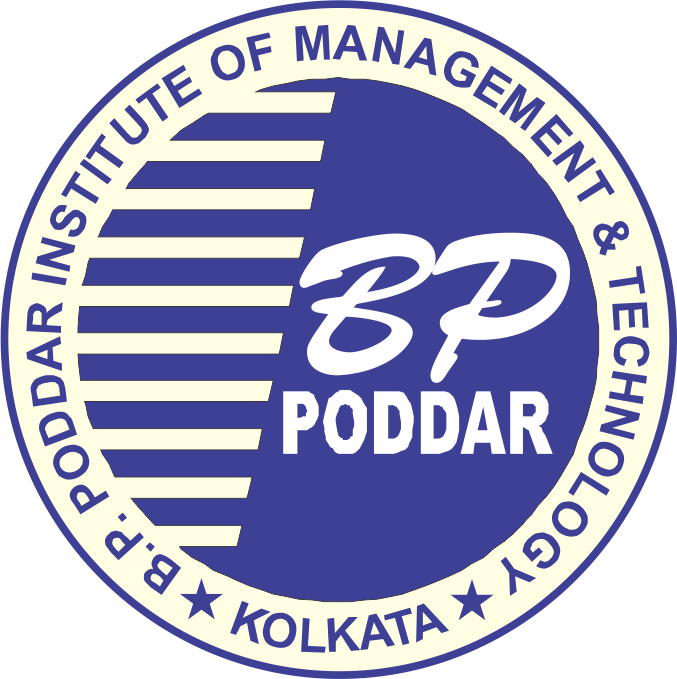 B.P. PODDAR INSTITUTE OF MANAGEMENT & TECHNOLOGY
BP
PODDAR
KOLKATA